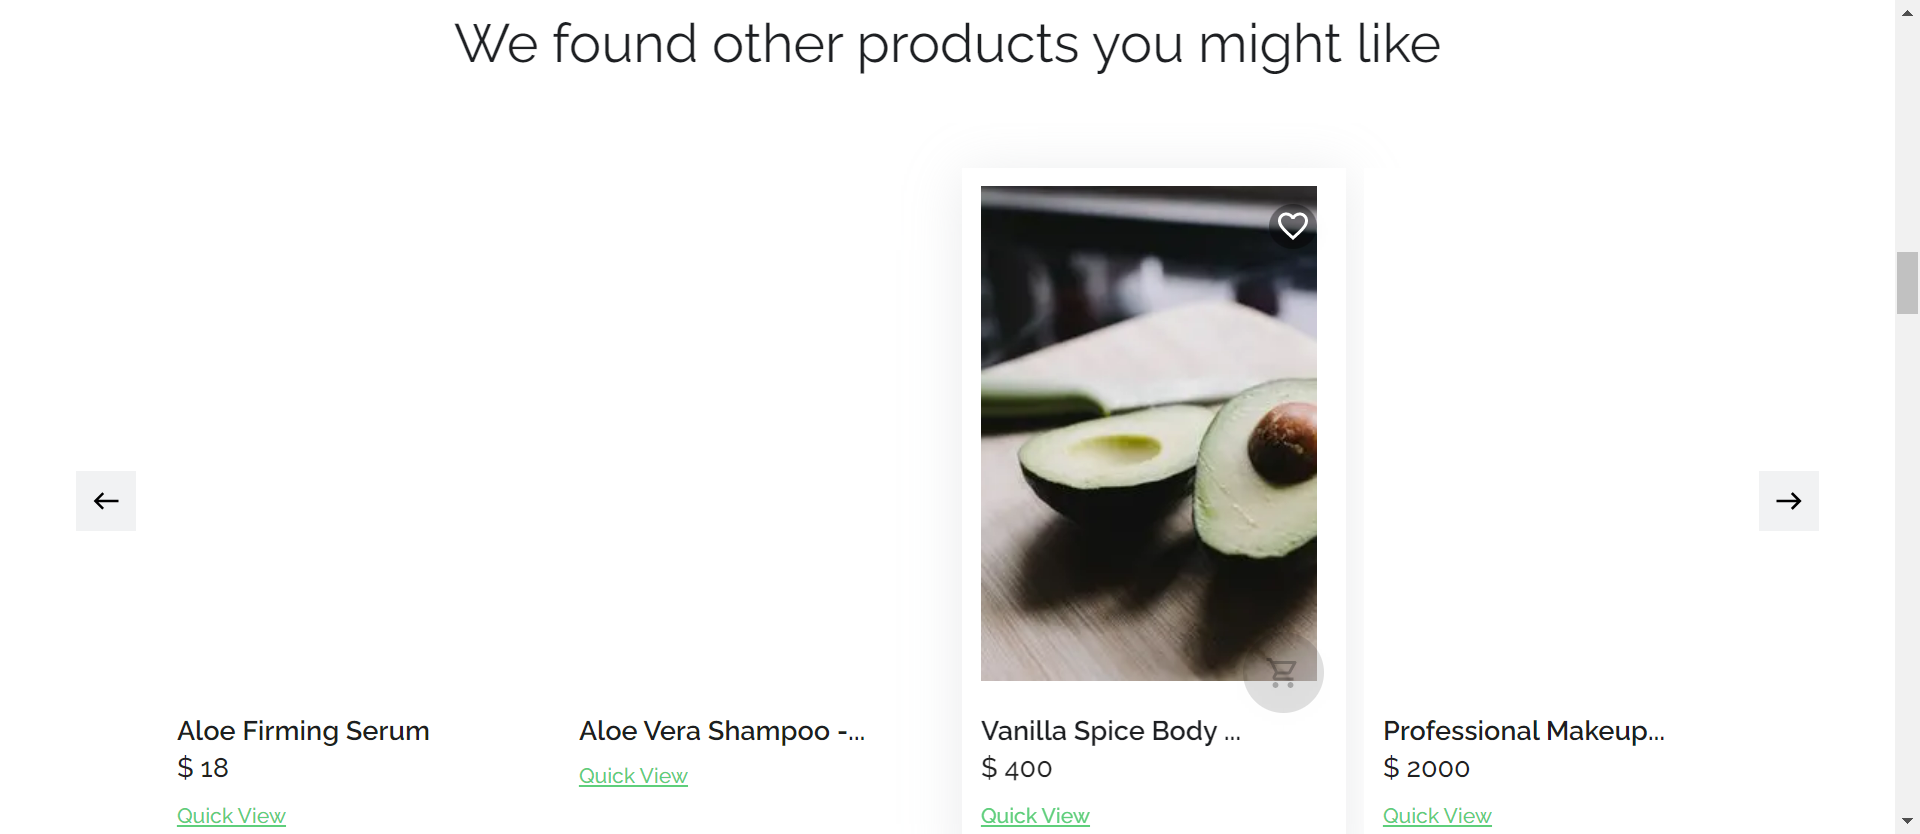 We found other products you might like
Aloe Firming Serum
$ 18
Quick View
Aloe Vera Shampoo -...
Quick View
Vanilla Spice Body ...
$ 400
Quick View
Professional Makeup...
$ 2000
Quick View